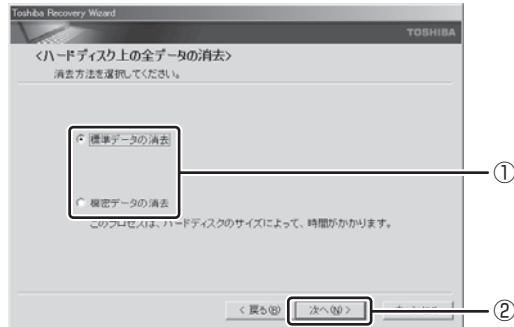 Toshiba Recovery Wizard
TOSHIBA
<ハードディスク上の全データの消去>
消去方法を選択してください。
標準データの消去
①
機密データの消去
このプロセスは、ハードディスクのサイズによって、時間がかかります。
< 戻る(B) 次へ(N) >
②